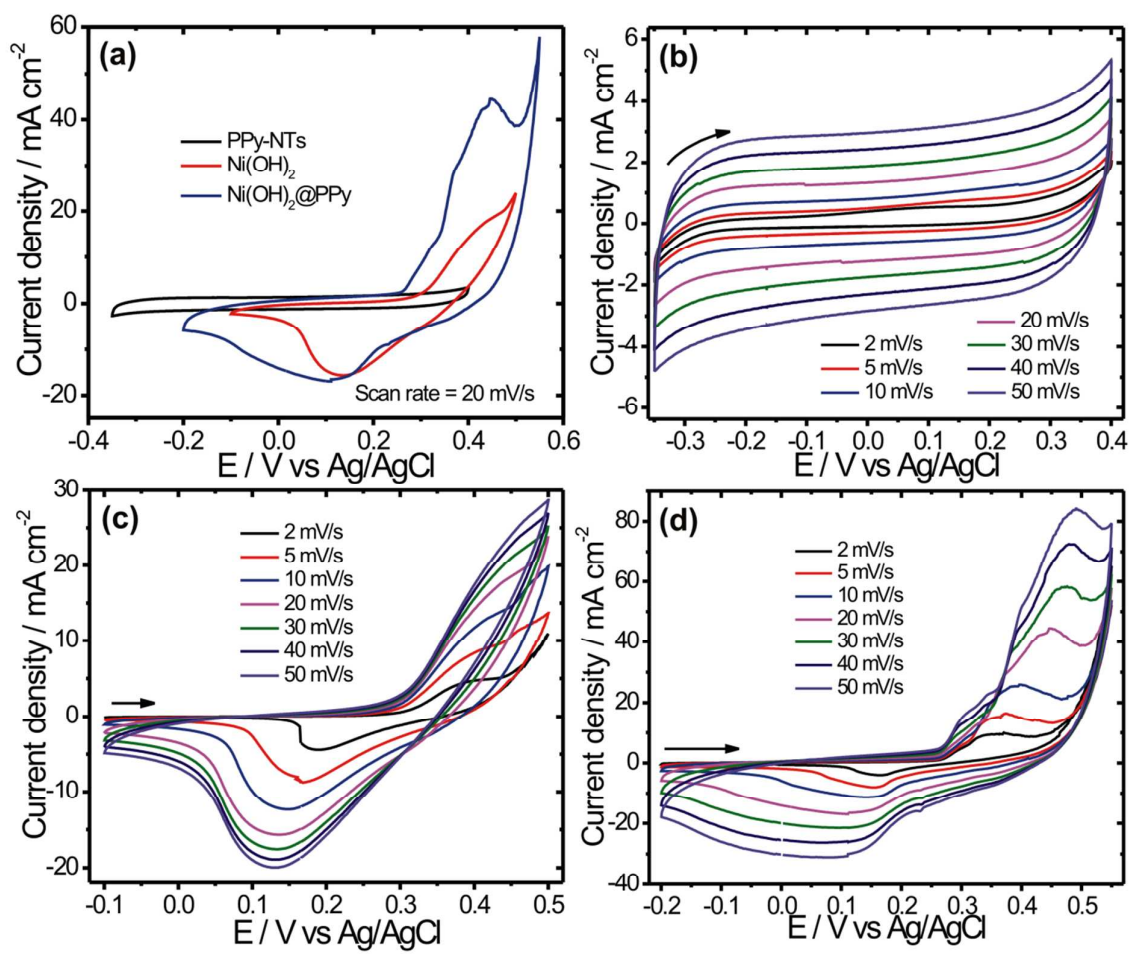 (a)
60
40
20
0
-20
Current density / mA cm⁻²
PPy-NTs
Ni(OH)₂
Ni(OH)₂@PPy
Scan rate = 20 mV/s
-0.4 -0.2 0.0 0.2 0.4 0.6
E / V vs Ag/AgCl
(b)
6
4
2
0
-2
-4
-6
Current density / mA cm⁻²
20 mV/s
2 mV/s 30 mV/s
5 mV/s 40 mV/s
10 mV/s 50 mV/s
-0.3 -0.2 -0.1 0.0 0.1 0.2 0.3 0.4
E / V vs Ag/AgCl
(c)
30
20
10
0
-10
-20
Current density / mA cm⁻²
2 mV/s
5 mV/s
10 mV/s
20 mV/s
30 mV/s
40 mV/s
50 mV/s
-0.1 0.0 0.1 0.2 0.3 0.4 0.5
E / V vs Ag/AgCl
(d)
80
60
40
20
0
-20
-40
Current density / mA cm⁻²
2 mV/s
5 mV/s
10 mV/s
20 mV/s
30 mV/s
40 mV/s
50 mV/s
-0.2 -0.1 0.0 0.1 0.2 0.3 0.4 0.5
E / V vs Ag/AgCl